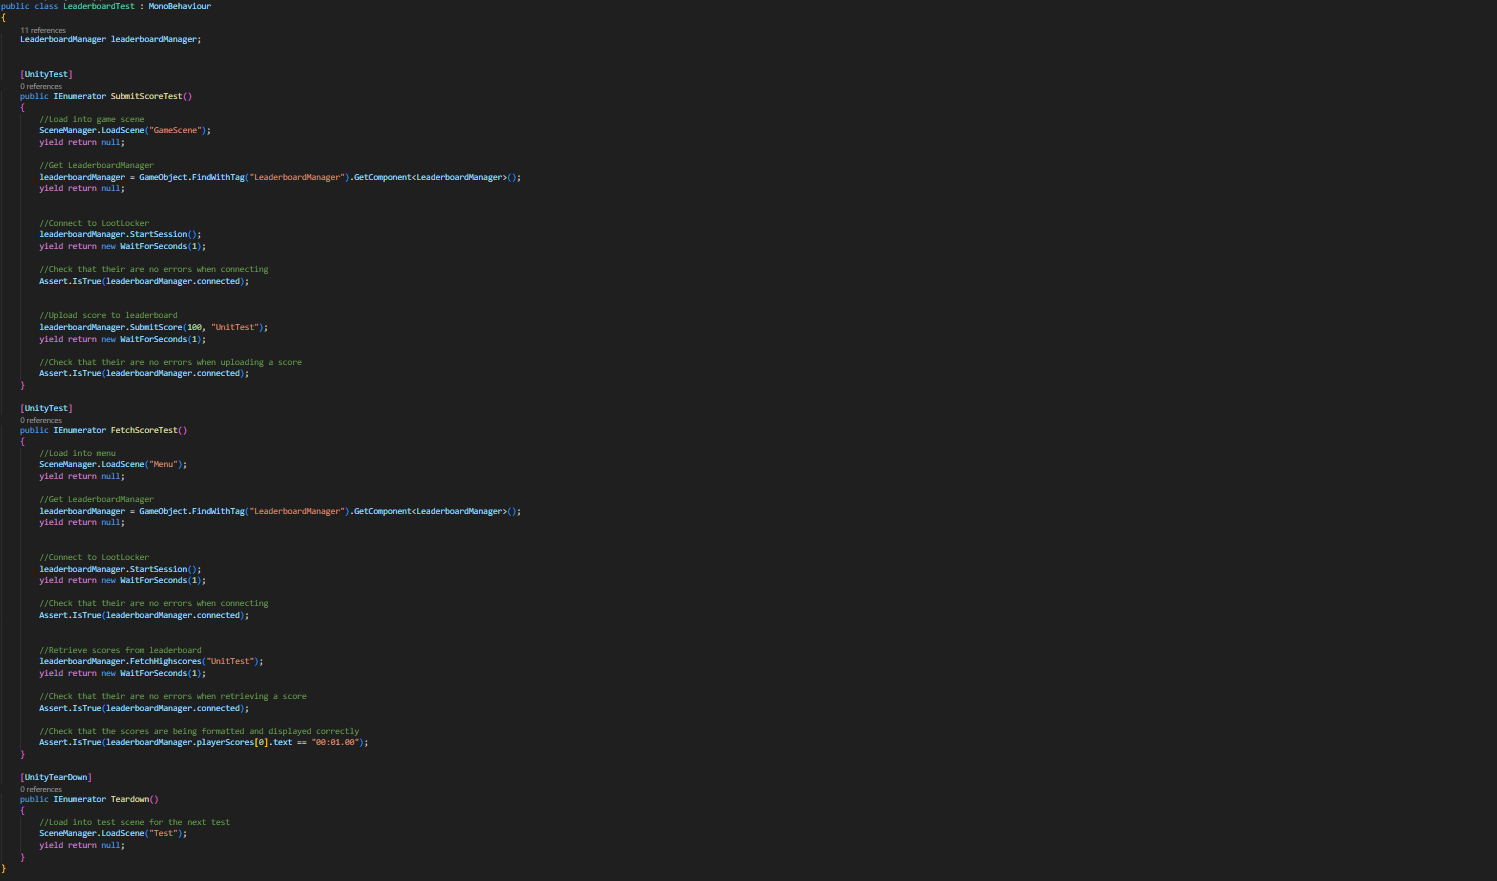 public class LeaderboardTest : MonoBehaviour
{
11 references
LeaderboardManager leaderboardManager;
[UnityTest]
0 references
public IEnumerator SubmitScoreTest()
{
//Load into game scene
SceneManager.LoadScene("GameScene");
yield return null;
//Get LeaderboardManager
leaderboardManager = GameObject.FindWithTag("LeaderboardManager").GetComponent<LeaderboardManager>();
yield return null;
//Connect to LootLocker
leaderboardManager.StartSession();
yield return new WaitForSeconds(1);
//Check that their are no errors when connecting
Assert.IsTrue(leaderboardManager.connected);
//Upload score to leaderboard
leaderboardManager.SubmitScore(100, "UnitTest");
yield return new WaitForSeconds(1);
//Check that their are no errors when uploading a score
Assert.IsTrue(leaderboardManager.connected);
}
[UnityTest]
0 references
public IEnumerator FetchScoreTest()
{
//Load into menu
SceneManager.LoadScene("Menu");
yield return null;
//Get LeaderboardManager
leaderboardManager = GameObject.FindWithTag("LeaderboardManager").GetComponent<LeaderboardManager>();
yield return null;
//Connect to LootLocker
leaderboardManager.StartSession();
yield return new WaitForSeconds(1);
//Check that their are no errors when connecting
Assert.IsTrue(leaderboardManager.connected);
//Retrieve scores from leaderboard
leaderboardManager.FetchHighscores("UnitTest");
yield return new WaitForSeconds(1);
//Check that their are no errors when retrieving a score
Assert.IsTrue(leaderboardManager.connected);
//Check that the scores are being formatted and displayed correctly
Assert.IsTrue(leaderboardManager.playerScores[0].text == "00:01.00");
}
[UnityTearDown]
0 references
public IEnumerator Teardown()
{
//Load into test scene for the next test
SceneManager.LoadScene("Test");
yield return null;
}
}